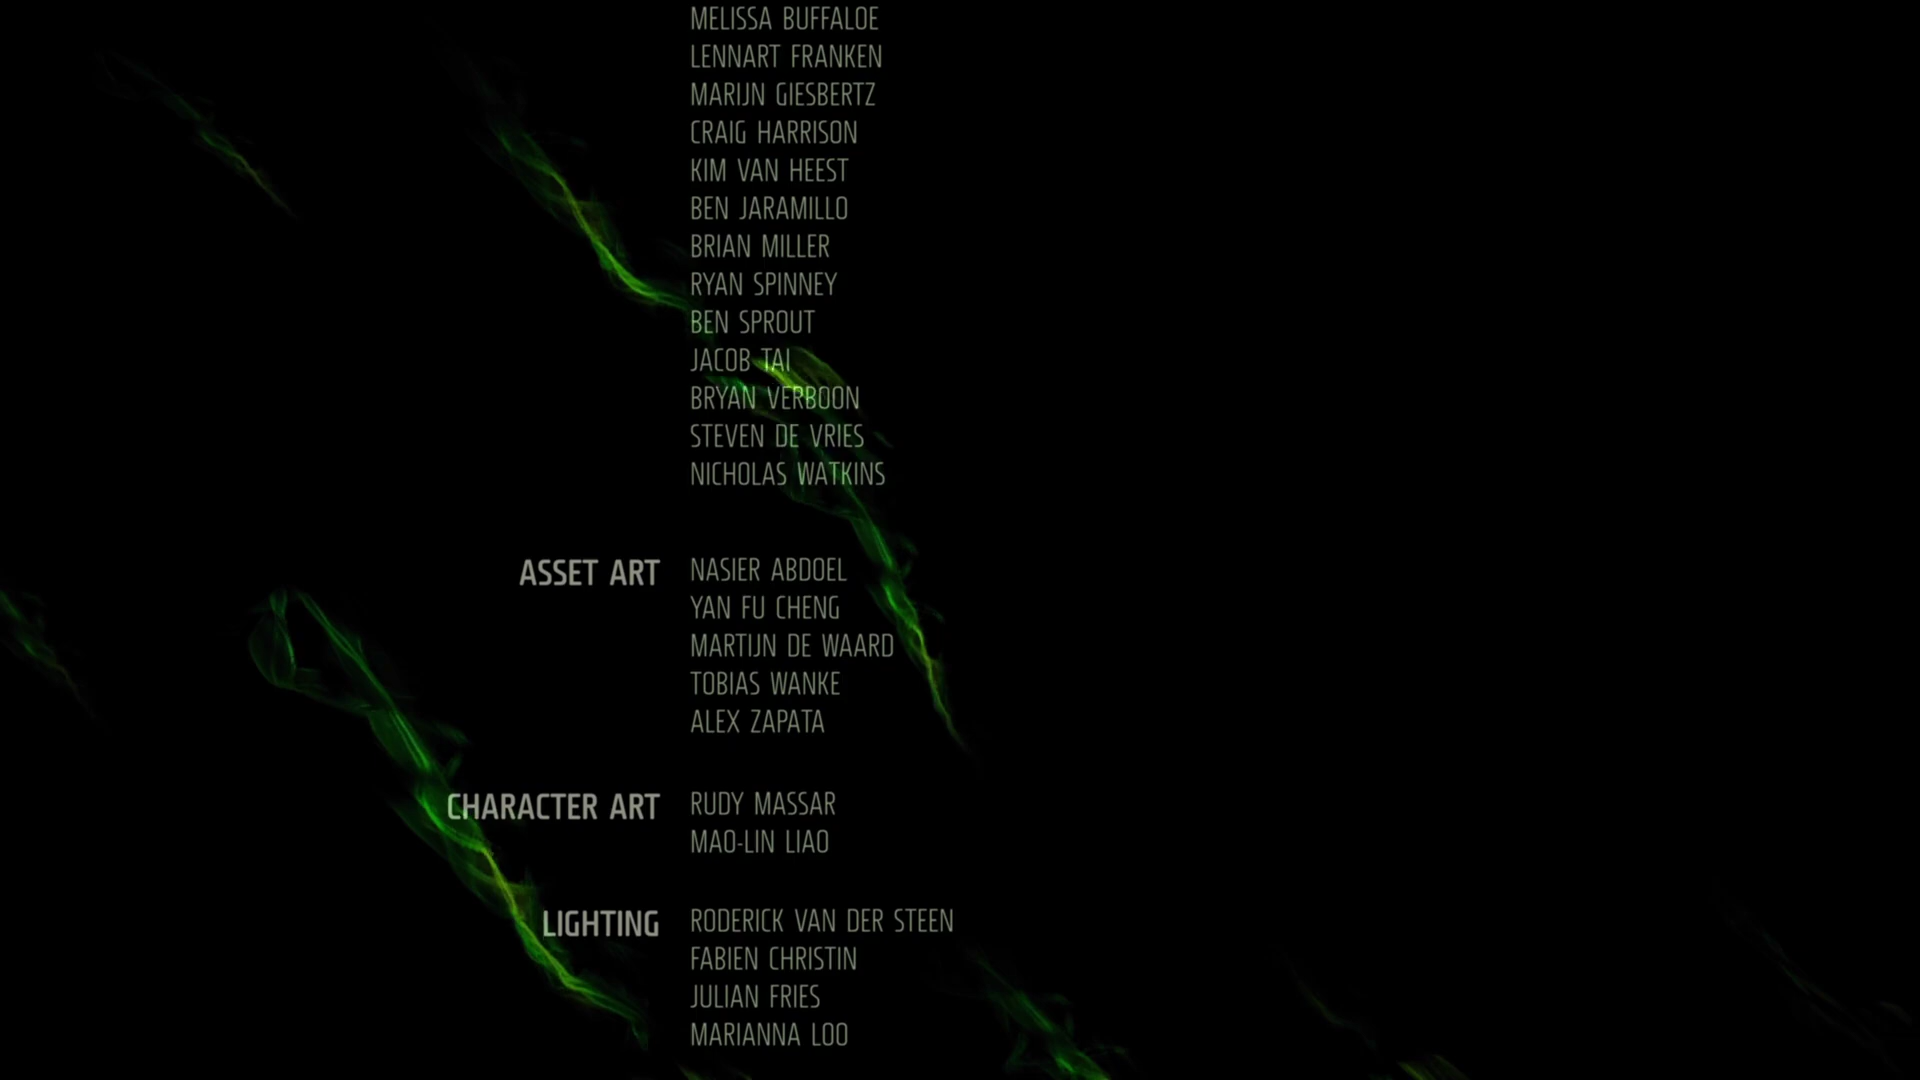 MELISSA BUFFALOE
LENNART FRANKEN
MARIJN GIESBERTZ
CRAIG HARRISON
KIM VAN HEEST
BEN JARAMILLO
BRIAN MILLER
RYAN SPINNEY
BEN SPROUT
JACOB TAI
BRYAN VERBOON
STEVEN DE VRIES
NICHOLAS WATKINS
ASSET ART NASIER ABDOEL
YAN FU CHENG
MARTIJN DE WAARD
TOBIAS WANKE
ALEX ZAPATA
CHARACTER ART RUDY MASSAR
MAO-LIN LIAO
LIGHTING RODERICK VAN DER STEEN
FABIEN CHRISTIN
JULIAN FRIES
MARIANNA LOO